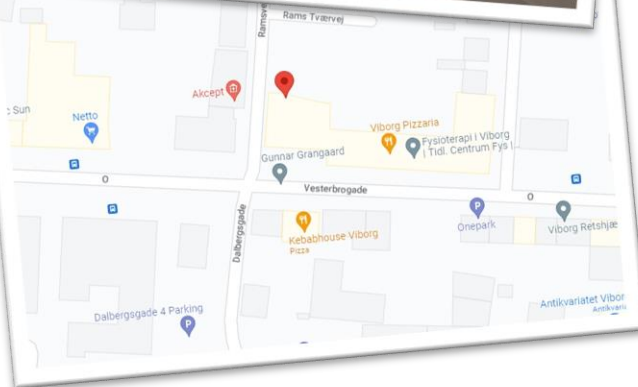 Rams Tværvej
Ramsv
Akcept
c Sun
Netto
Viborg Pizzaria
Fysioterapi i Viborg
| Tidl. Centrum Fys |...
Gunnar Grangaard
O
Vesterbrogade
O
Dalbergsgade
Kebabhouse Viborg
Pizza
P
Onepark
Viborg Retshjæ
Dalbergsgade 4 Parking
P
Antikvariatet Vibor
Antikvaria